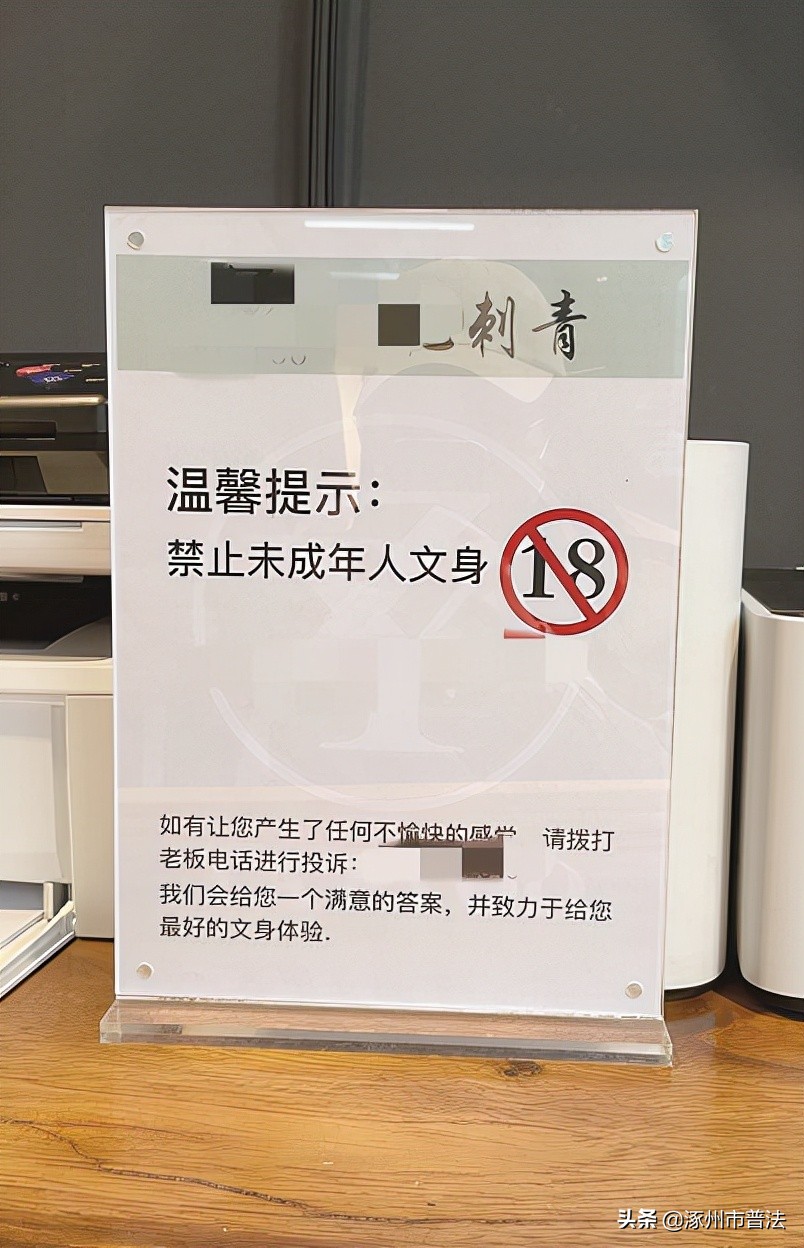 刺青
温馨提示：
禁止未成年人文身 18
如有让您产生了任何不愉快的感觉 请拨打
老板电话进行投诉：
我们会给您一个满意的答案，并致力于给您
最好的文身体验.
头条 @涿州市普法